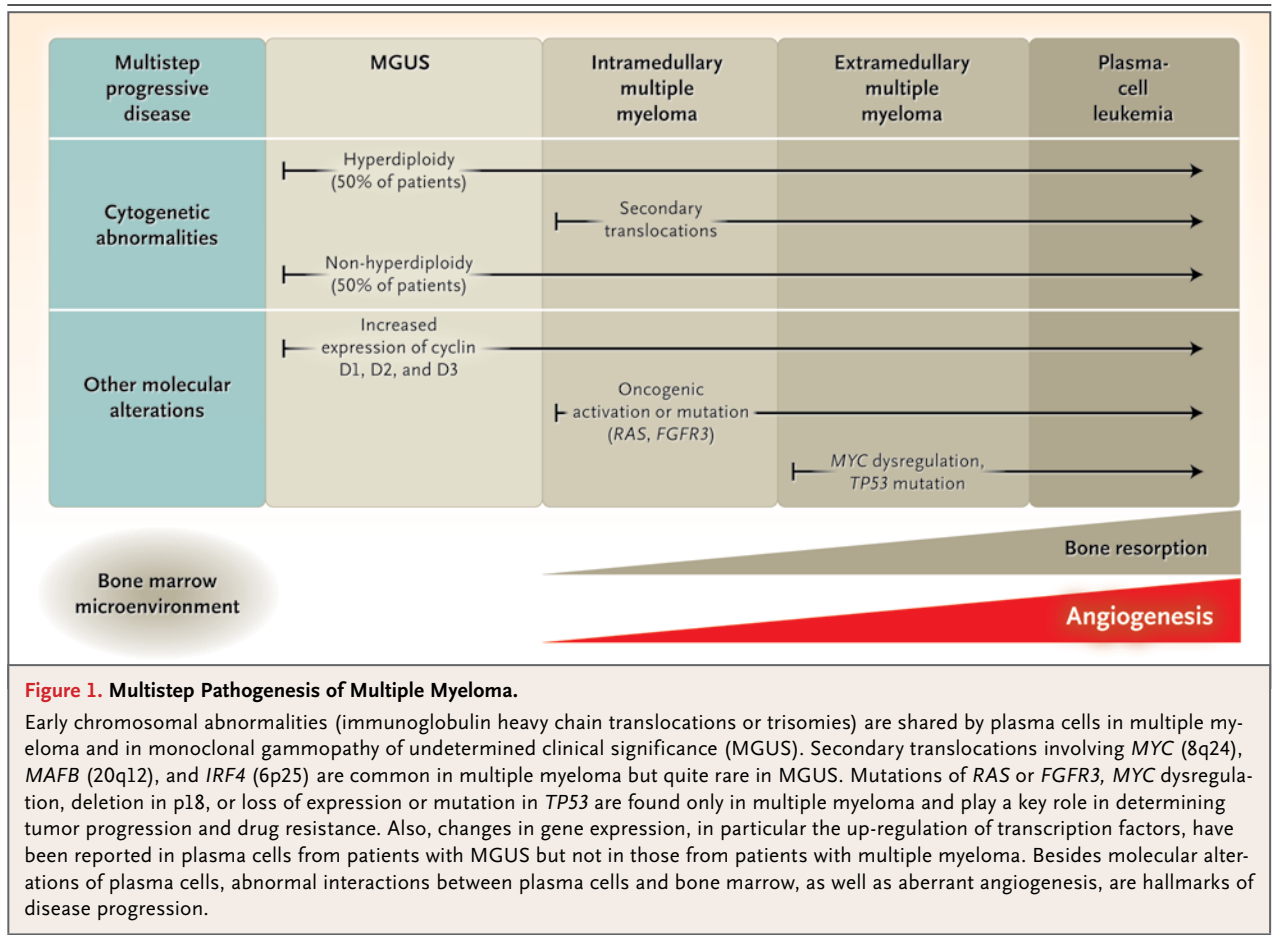 Multistep
progressive
disease
MGUS
Intramedullary
multiple
myeloma
Extramedullary
multiple
myeloma
Plasma-
cell
leukemia
Cytogenetic
abnormalities
Hyperdiploidy
(50% of patients)
Secondary
translocations
Non-hyperdiploidy
(50% of patients)
Other molecular
alterations
Increased
expression of cyclin
D1, D2, and D3
Oncogenic
activation or mutation
(RAS, FGFR3)
MYC dysregulation,
TP53 mutation
Bone marrow
microenvironment
Bone resorption
Angiogenesis
Figure 1. Multistep Pathogenesis of Multiple Myeloma.
Early chromosomal abnormalities (immunoglobulin heavy chain translocations or trisomies) are shared by plasma cells in multiple my-
eloma and in monoclonal gammopathy of undetermined clinical significance (MGUS). Secondary translocations involving MYC (8q24),
MAFB (20q12), and IRF4 (6p25) are common in multiple myeloma but quite rare in MGUS. Mutations of RAS or FGFR3, MYC dysregula-
tion, deletion in p18, or loss of expression or mutation in TP53 are found only in multiple myeloma and play a key role in determining
tumor progression and drug resistance. Also, changes in gene expression, in particular the up-regulation of transcription factors, have
been reported in plasma cells from patients with MGUS but not in those from patients with multiple myeloma. Besides molecular alter-
ations of plasma cells, abnormal interactions between plasma cells and bone marrow, as well as aberrant angiogenesis, are hallmarks of
disease progression.